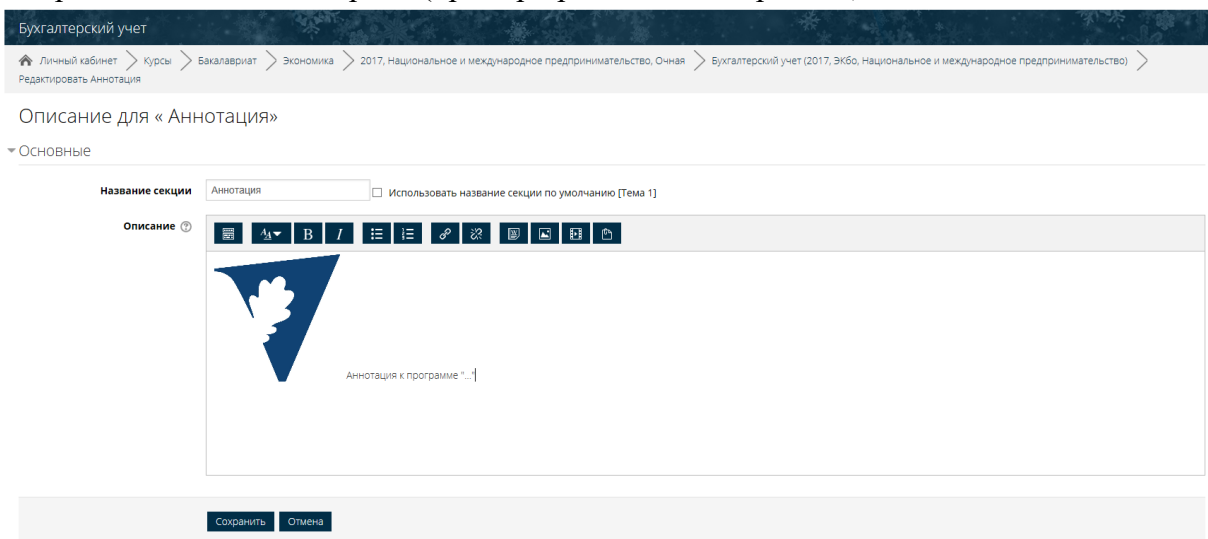 Бухгалтерский учет
Личный кабинет > Курсы > Бакалавриат > Экономика > 2017, Национальное и международное предпринимательство, Очная > Бухгалтерский учет (2017, ЭКбо, Национальное и международное предпринимательство) >
Редактировать Аннотация
Описание для « Аннотация»
Основные
Название секции Аннотация Использовать название секции по умолчанию [Тема 1]
Описание
B I
Аннотация к программе "..."
Сохранить Отмена